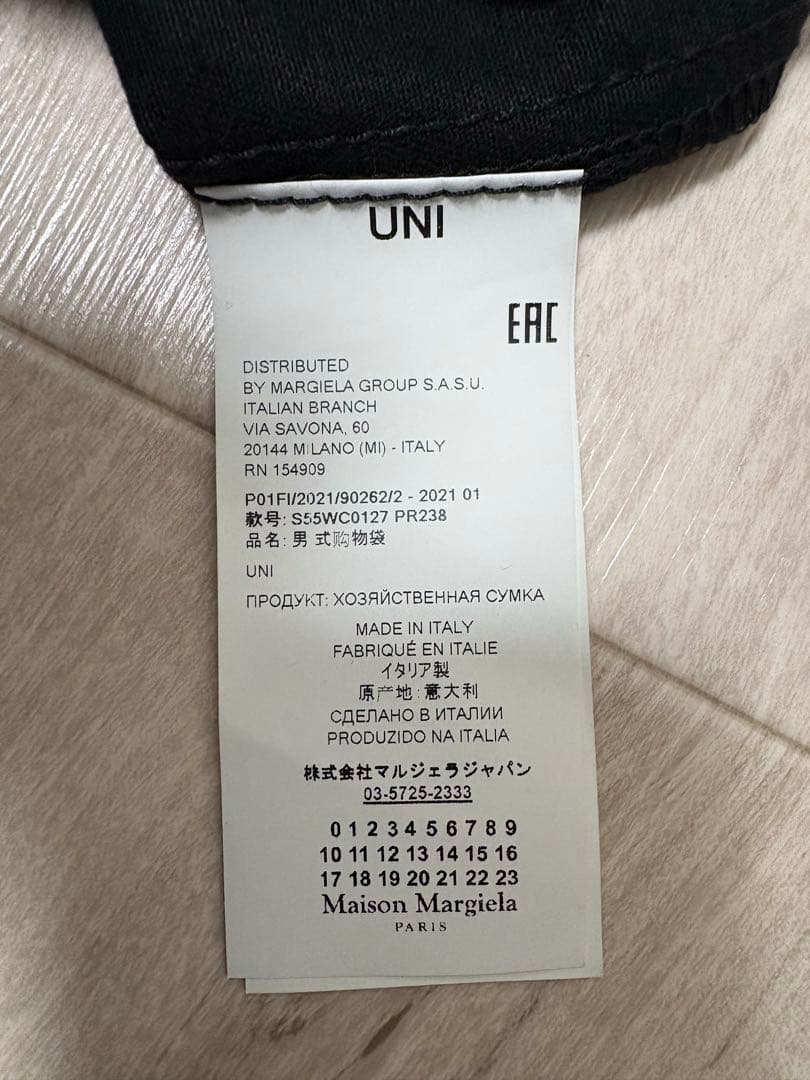 UNI
EAC
DISTRIBUTED
BY MARGIELA GROUP S.A.S.U.
ITALIAN BRANCH
VIA SAVONA, 60
20144 MILANO (MI) - ITALY
RN 154909
P01FI/2021/90262/2 - 2021 01
款号: S55WC0127 PR238
品名: 男 式购物袋
UNI
ПРОДУКТ: ХОЗЯЙСТВЕННАЯ СУМКА
MADE IN ITALY
FABRIQUÉ EN ITALIE
イタリア製
原产地: 意大利
СДЕЛАНО В ИТАЛИИ
PRODUZIDO NA ITALIA
株式会社マルジェラジャパン
03-5725-2333
0 1 2 3 4 5 6 7 8 9
10 11 12 13 14 15 16
17 18 19 20 21 22 23
Maison Margiela
PARIS